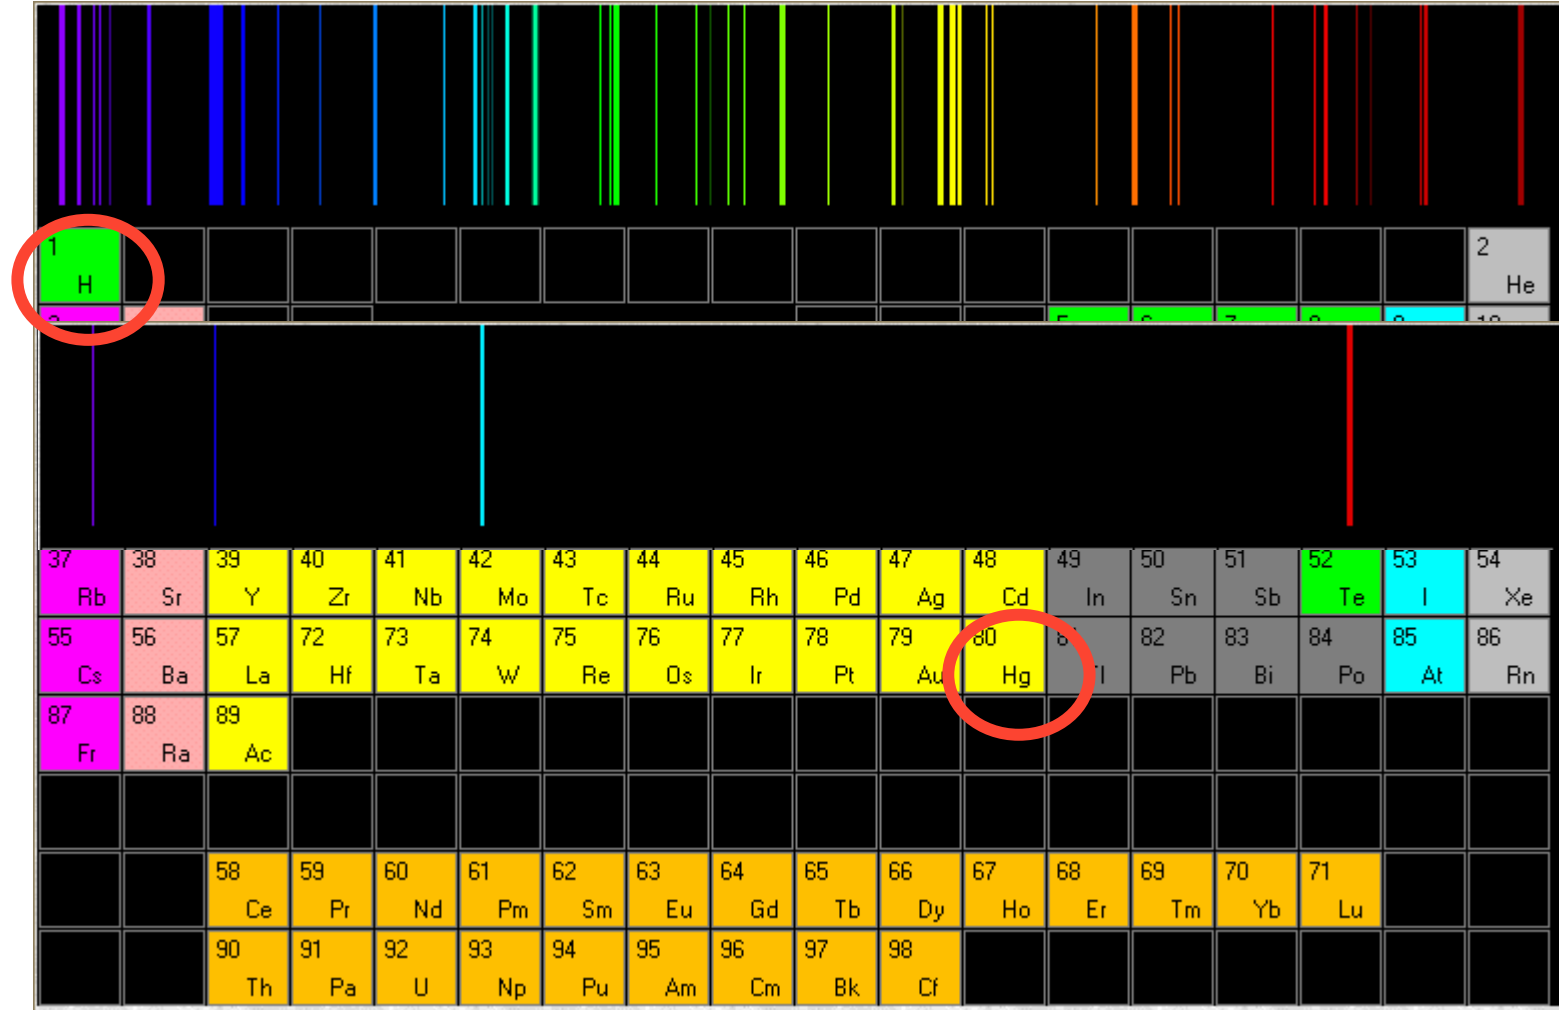 1 2
H He
37 38 39 40 41 42 43 44 45 46 47 48 49 50 51 52 53 54
Rb Sr Y Zr Nb Mo Tc Ru Rh Pd Ag Cd In Sn Sb Te I Xe
55 56 57 72 73 74 75 76 77 78 79 80 81 82 83 84 85 86
Cs Ba La Hf Ta W Re Os Ir Pt Au Hg Tl Pb Bi Po At Rn
87 88 89
Fr Ra Ac
58 59 60 61 62 63 64 65 66 67 68 69 70 71
Ce Pr Nd Pm Sm Eu Gd Tb Dy Ho Er Tm Yb Lu
90 91 92 93 94 95 96 97 98
Th Pa U Np Pu Am Cm Bk Cf